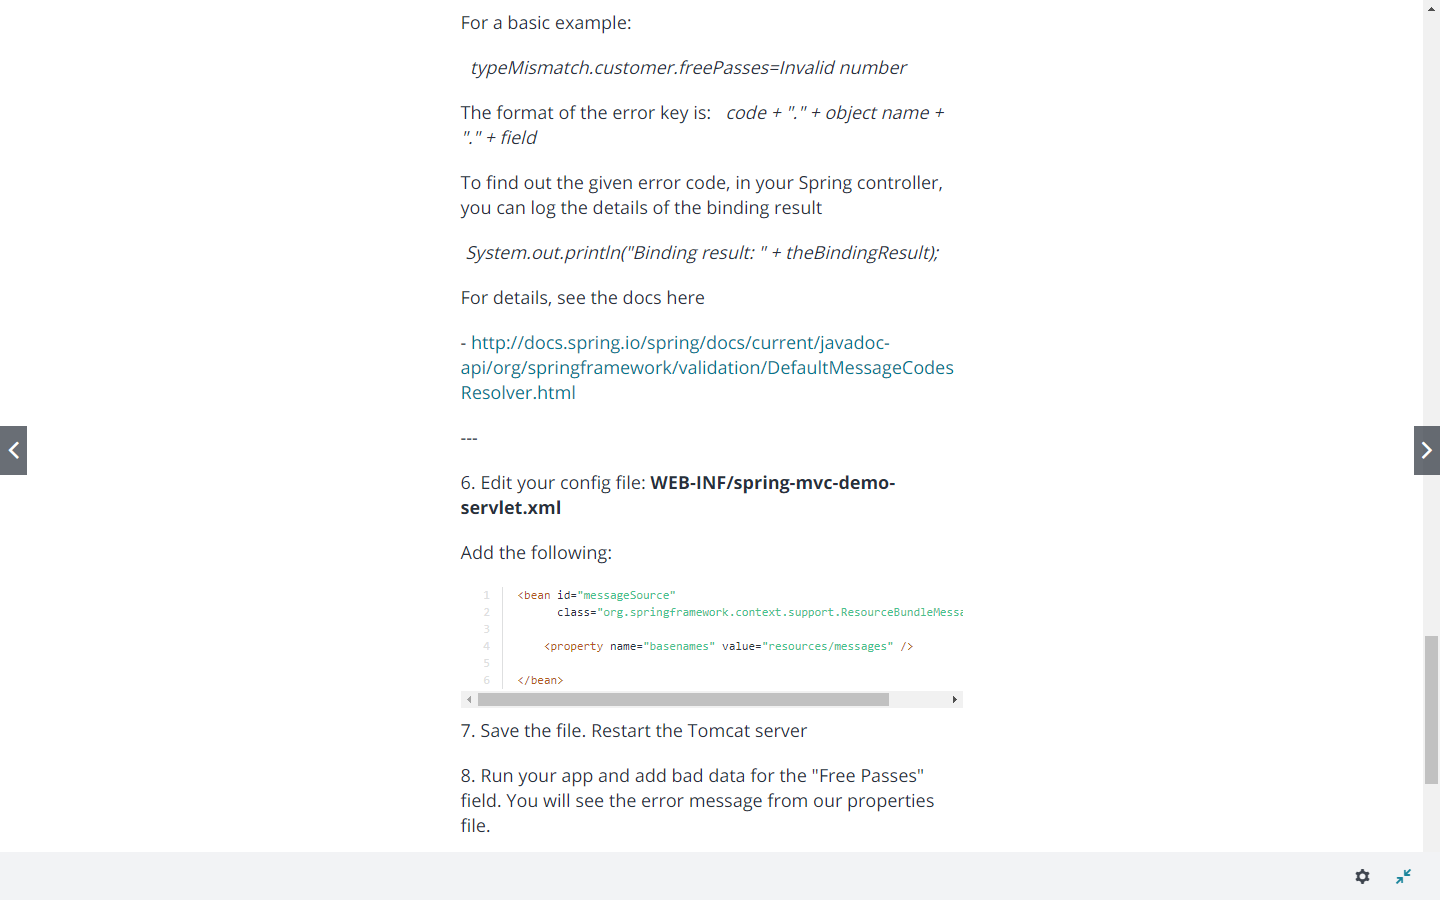 For a basic example:
typeMismatch.customer.freePasses=Invalid number
The format of the error key is:   code + "." + object name +
"." + field
To find out the given error code, in your Spring controller,
you can log the details of the binding result
System.out.println("Binding result: " + theBindingResult);
For details, see the docs here
- http://docs.spring.io/spring/docs/current/javadoc-
api/org/springframework/validation/DefaultMessageCodes
Resolver.html
---
6. Edit your config file: WEB-INF/spring-mvc-demo-
servlet.xml
Add the following:
1 <bean id="messageSource"
2 class="org.springframework.context.support.ResourceBundleMessa
3
4 <property name="basenames" value="resources/messages" />
5
6 </bean>
7. Save the file. Restart the Tomcat server
8. Run your app and add bad data for the "Free Passes"
field. You will see the error message from our properties
file.